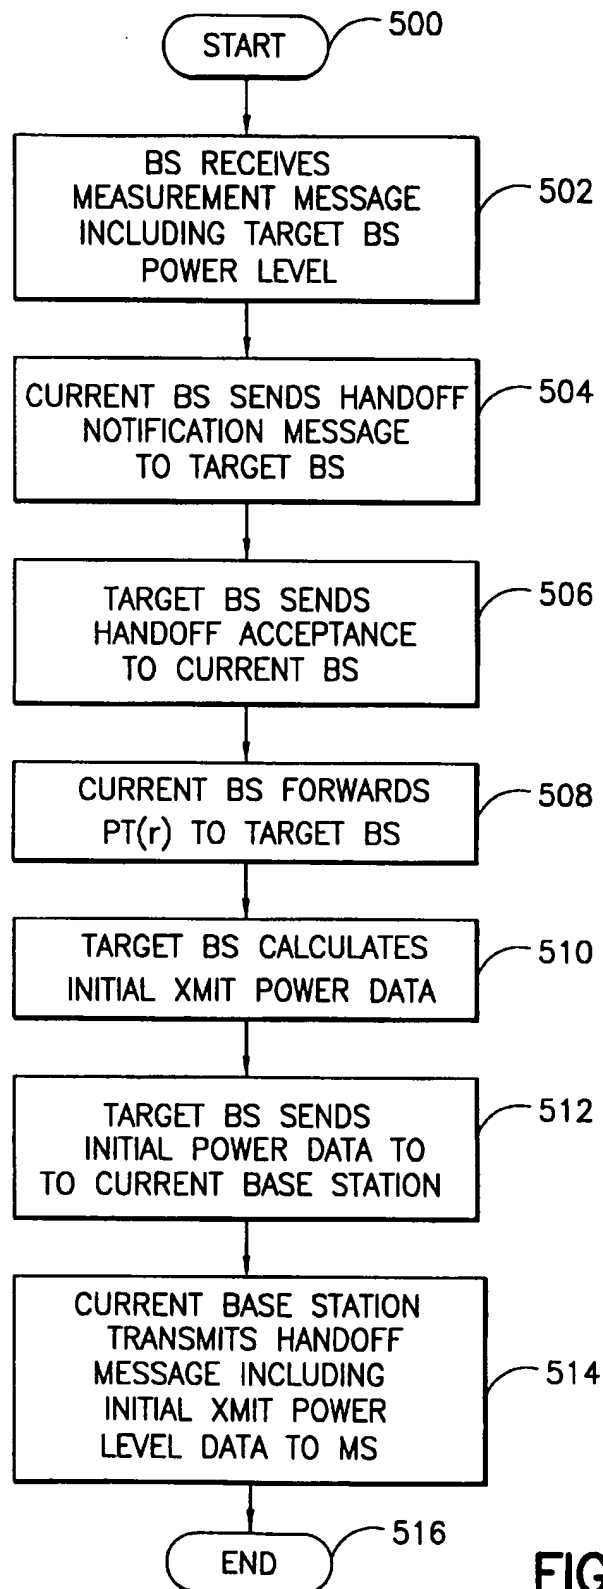 START
500
BS RECEIVES
MEASUREMENT MESSAGE
INCLUDING TARGET BS
POWER LEVEL
502
CURRENT BS SENDS HANDOFF
NOTIFICATION MESSAGE
TO TARGET BS
504
TARGET BS SENDS
HANDOFF ACCEPTANCE
TO CURRENT BS
506
CURRENT BS FORWARDS
PT(r) TO TARGET BS
508
TARGET BS CALCULATES
INITIAL XMIT POWER DATA
510
TARGET BS SENDS
INITIAL POWER DATA TO
TO CURRENT BASE STATION
512
CURRENT BASE STATION
TRANSMITS HANDOFF
MESSAGE INCLUDING
INITIAL XMIT POWER
LEVEL DATA TO MS
514
END
516
FIG